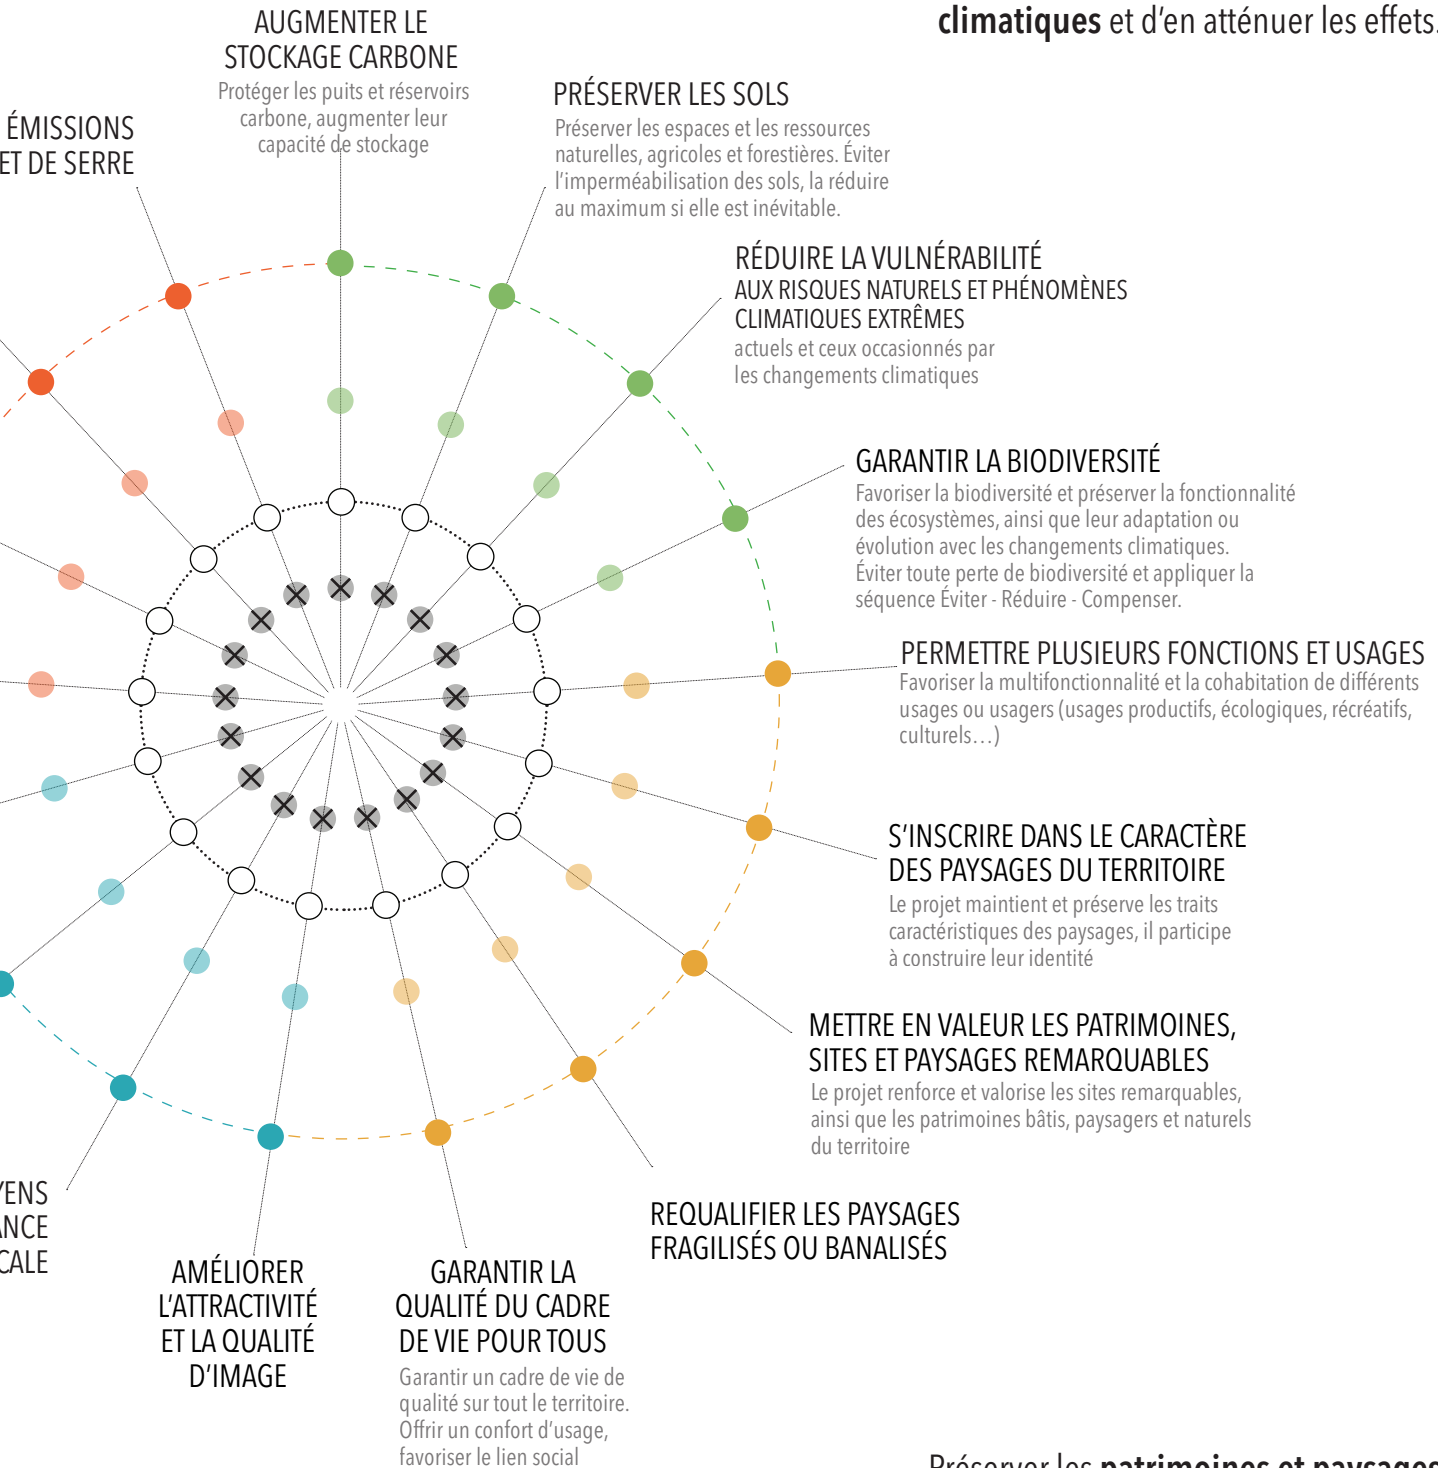 climatiques et d'en atténuer les effets.
AUGMENTER LE
STOCKAGE CARBONE
Protéger les puits et réservoirs
carbone, augmenter leur
capacité de stockage
PRÉSERVER LES SOLS
Préserver les espaces et les ressources
naturelles, agricoles et forestières. Éviter
l'imperméabilisation des sols, la réduire
au maximum si elle est inévitable.
ÉMISSIONS
ET DE SERRE
RÉDUIRE LA VULNÉRABILITÉ
AUX RISQUES NATURELS ET PHÉNOMÈNES
CLIMATIQUES EXTRÊMES
actuels et ceux occasionnés par
les changements climatiques
GARANTIR LA BIODIVERSITÉ
Favoriser la biodiversité et préserver la fonctionnalité
des écosystèmes, ainsi que leur adaptation ou
évolution avec les changements climatiques.
Éviter toute perte de biodiversité et appliquer la
séquence Éviter - Réduire - Compenser.
PERMETTRE PLUSIEURS FONCTIONS ET USAGES
Favoriser la multifonctionnalité et la cohabitation de différents
usages ou usagers (usages productifs, écologiques, récréatifs,
culturels…)
S'INSCRIRE DANS LE CARACTÈRE
DES PAYSAGES DU TERRITOIRE
Le projet maintient et préserve les traits
caractéristiques des paysages, il participe
à construire leur identité
METTRE EN VALEUR LES PATRIMOINES,
SITES ET PAYSAGES REMARQUABLES
Le projet renforce et valorise les sites remarquables,
ainsi que les patrimoines bâtis, paysagers et naturels
du territoire
REQUALIFIER LES PAYSAGES
FRAGILISÉS OU BANALISÉS
GARANTIR LA
QUALITÉ DU CADRE
DE VIE POUR TOUS
Garantir un cadre de vie de
qualité sur tout le territoire.
Offrir un confort d'usage,
favoriser le lien social
AMÉLIORER
L'ATTRACTIVITÉ
ET LA QUALITÉ
D'IMAGE
YENS
ANCE
CALE
Préserver les patrimoines et paysages